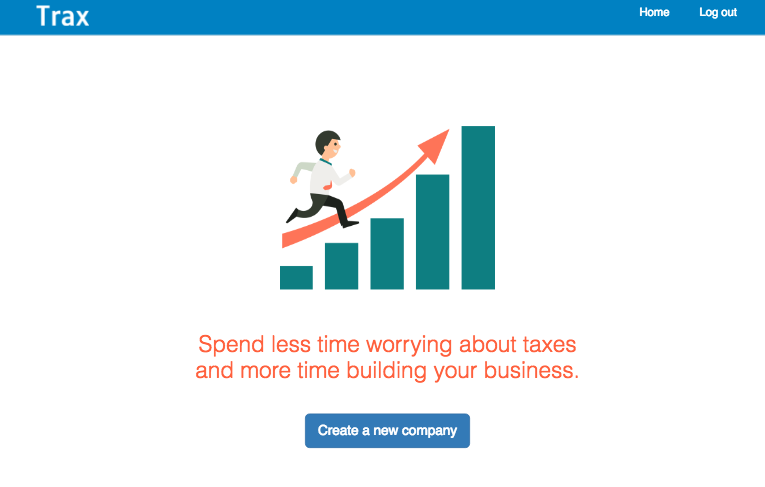 Trax
Home
Log out
Spend less time worrying about taxes
and more time building your business.
Create a new company